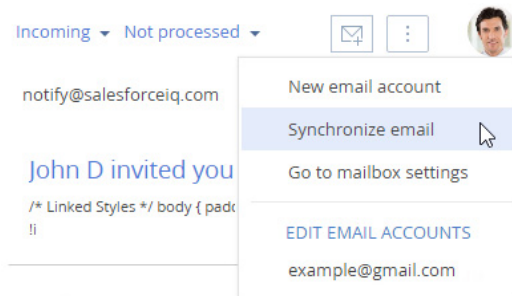 Incoming Not processed
notify@salesforceiq.com
New email account
Synchronize email
Go to mailbox settings
EDIT EMAIL ACCOUNTS
example@gmail.com
John D invited you
/* Linked Styles */ body { padd
!i